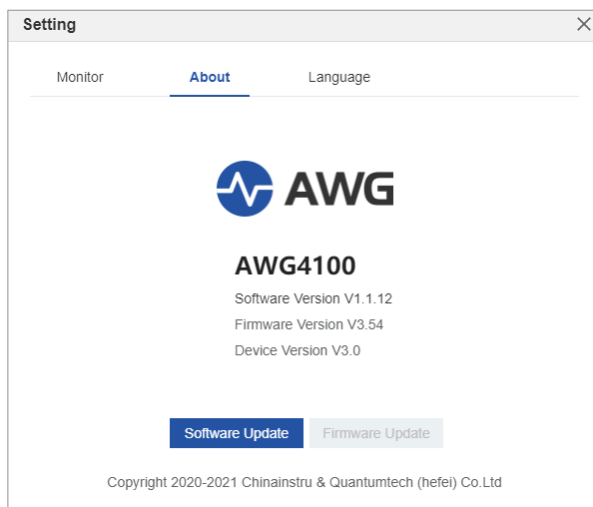 Setting
Monitor About Language
AWG
AWG4100
Software Version V1.1.12
Firmware Version V3.54
Device Version V3.0
Software Update Firmware Update
Copyright 2020-2021 Chinainstru & Quantumtech (hefei) Co.Ltd